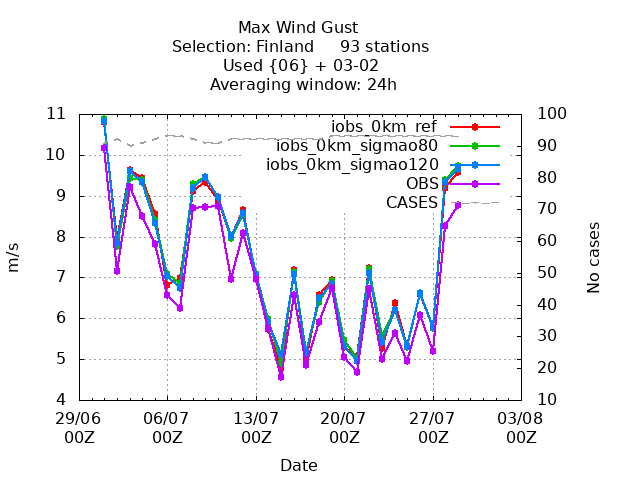 Max Wind Gust
Selection: Finland     93 stations
Used {06} + 03-02
Averaging window: 24h
11
10
9
8
7
6
5
4
m/s
100
90
80
70
60
50
40
30
20
10
No cases
iobs_0km_ref
iobs_0km_sigmao80
iobs_0km_sigmao120
OBS
CASES
29/06 06/07 13/07 20/07 27/07 03/08
00Z 00Z 00Z 00Z 00Z 00Z
Date